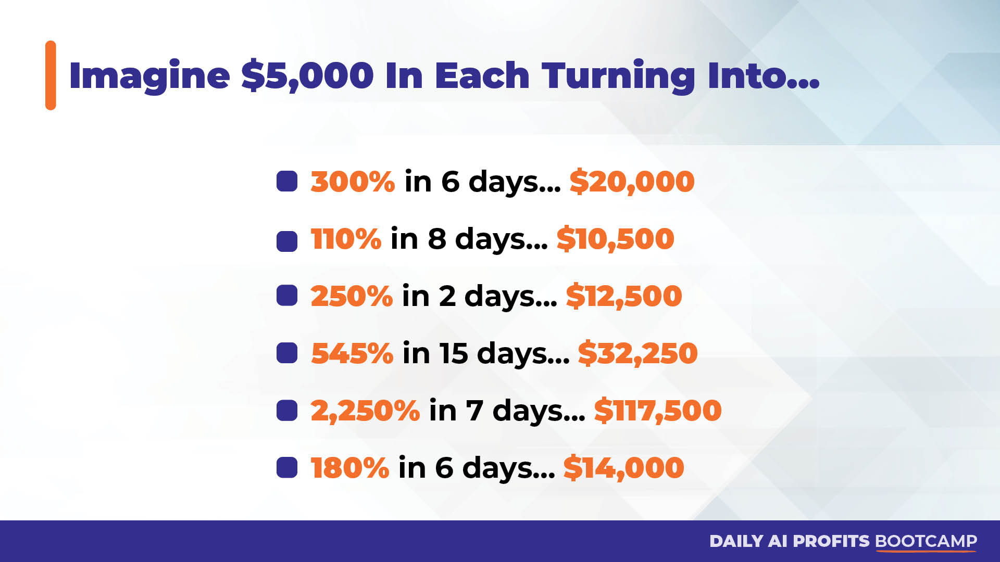 Imagine $5,000 In Each Turning Into...
300% in 6 days... $20,000
110% in 8 days... $10,500
250% in 2 days... $12,500
545% in 15 days... $32,250
2,250% in 7 days... $117,500
180% in 6 days... $14,000
DAILY AI PROFITS BOOTCAMP